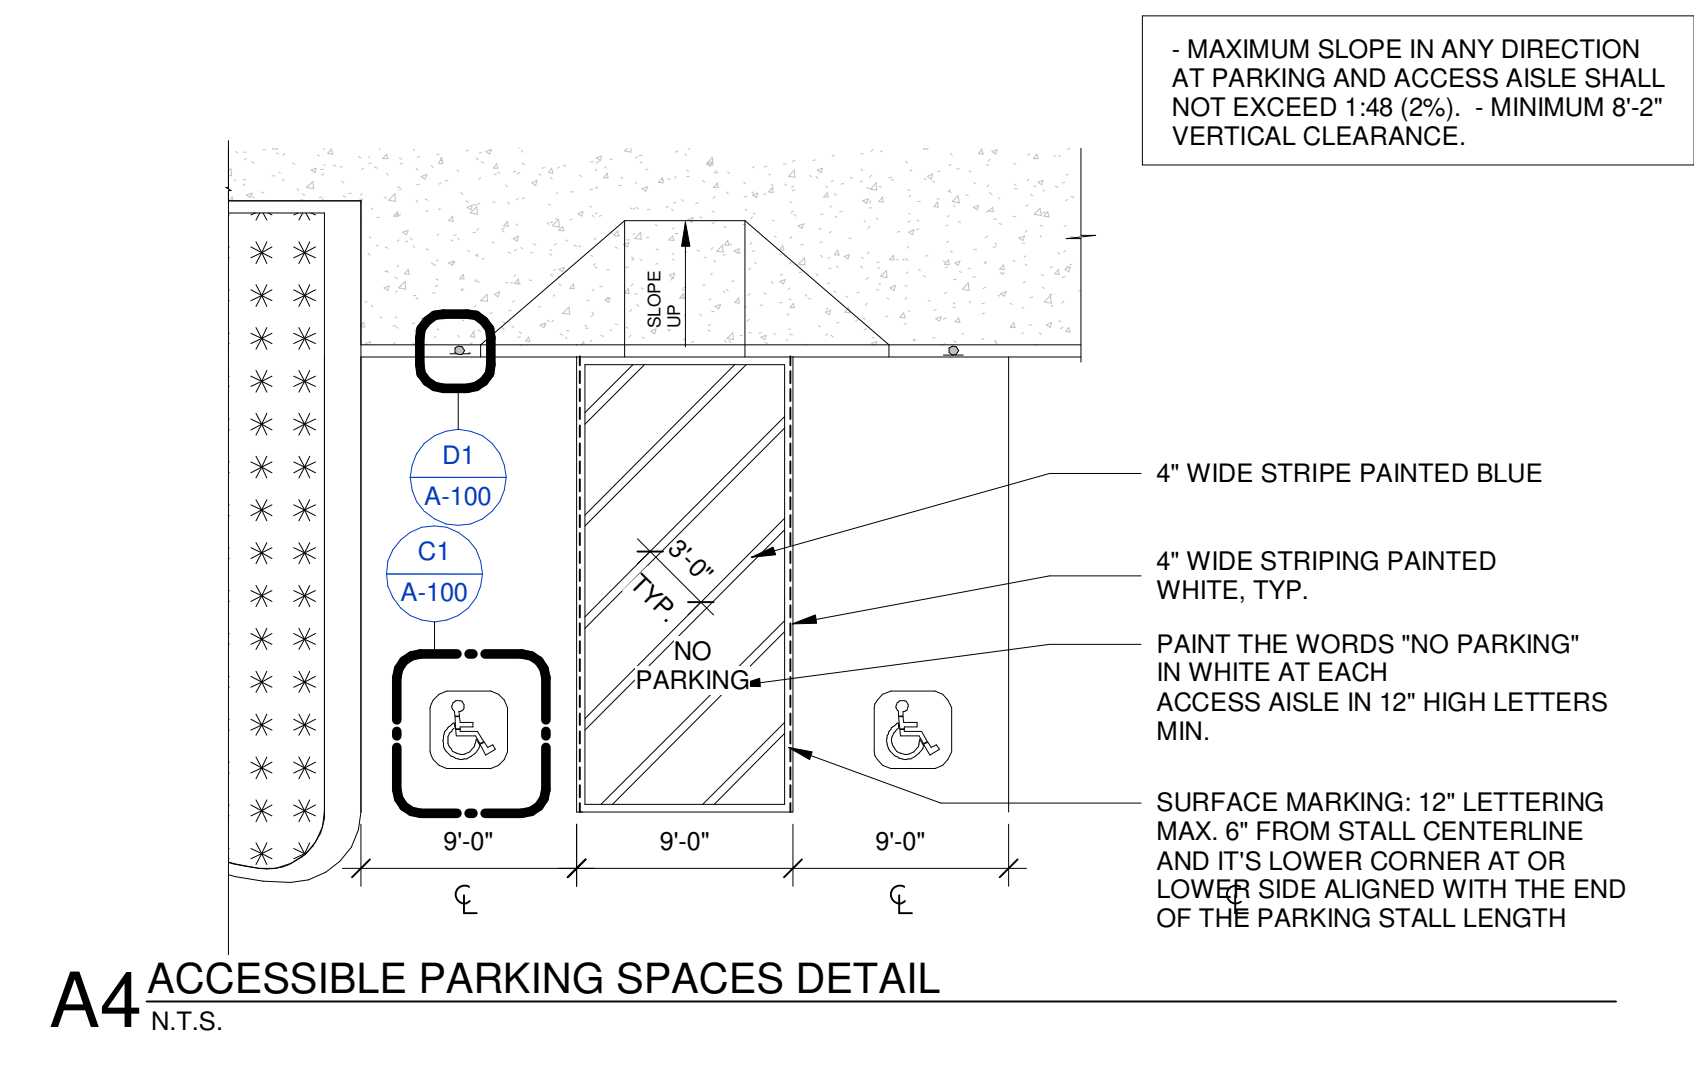 - MAXIMUM SLOPE IN ANY DIRECTION
AT PARKING AND ACCESS AISLE SHALL
NOT EXCEED 1:48 (2%).  - MINIMUM 8'-2"
VERTICAL CLEARANCE.
SLOPE
UP
D1
A-100
C1
A-100
3'-0"
TYP.
NO
PARKING
4" WIDE STRIPE PAINTED BLUE
4" WIDE STRIPING PAINTED
WHITE, TYP.
PAINT THE WORDS "NO PARKING"
IN WHITE AT EACH
ACCESS AISLE IN 12" HIGH LETTERS
MIN.
SURFACE MARKING: 12" LETTERING
MAX. 6" FROM STALL CENTERLINE
AND IT'S LOWER CORNER AT OR
LOWER SIDE ALIGNED WITH THE END
OF THE PARKING STALL LENGTH
9'-0"
9'-0"
9'-0"
℄
℄
℄
A4
ACCESSIBLE PARKING SPACES DETAIL
N.T.S.